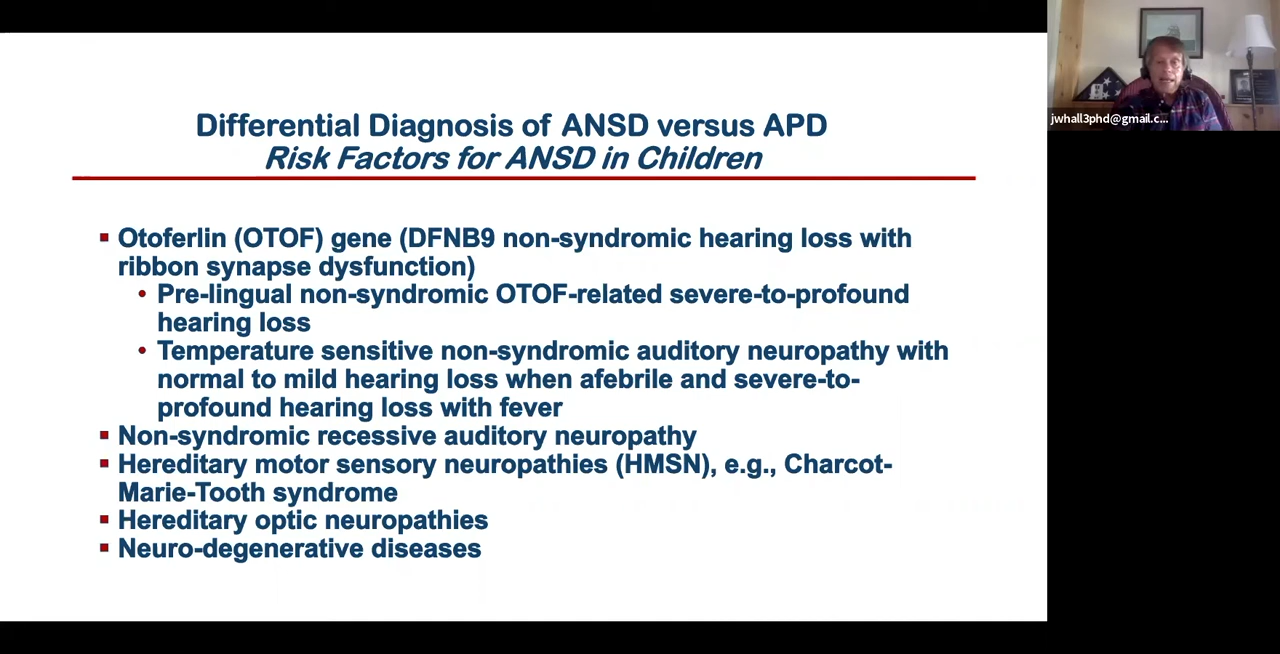 Differential Diagnosis of ANSD versus APD
Risk Factors for ANSD in Children
▪ Otoferlin (OTOF) gene (DFNB9 non-syndromic hearing loss with
ribbon synapse dysfunction)
• Pre-lingual non-syndromic OTOF-related severe-to-profound
hearing loss
• Temperature sensitive non-syndromic auditory neuropathy with
normal to mild hearing loss when afebrile and severe-to-
profound hearing loss with fever
▪ Non-syndromic recessive auditory neuropathy
▪ Hereditary motor sensory neuropathies (HMSN), e.g., Charcot-
Marie-Tooth syndrome
▪ Hereditary optic neuropathies
▪ Neuro-degenerative diseases
jwhall3phd@gmail.c...